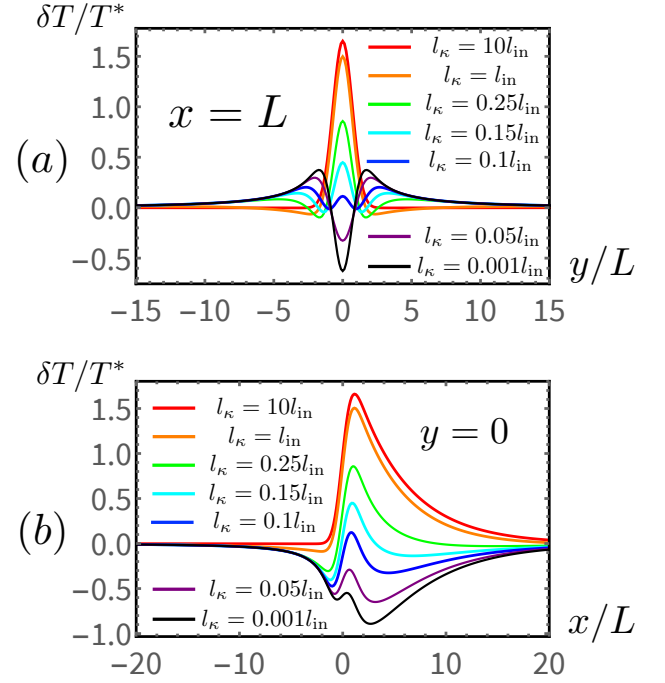 δT/T*
x = L
(a)
1.5
1.0
0.5
0.0
−0.5
l_κ = 10l_in
l_κ = l_in
l_κ = 0.25l_in
l_κ = 0.15l_in
l_κ = 0.1l_in
l_κ = 0.05l_in
l_κ = 0.001l_in
y/L
−15 −10 −5 0 5 10 15
δT/T*
y = 0
(b)
1.5
1.0
0.5
0.0
−0.5
−1.0
l_κ = 10l_in
l_κ = l_in
l_κ = 0.25l_in
l_κ = 0.15l_in
l_κ = 0.1l_in
l_κ = 0.05l_in
l_κ = 0.001l_in
x/L
−20 −10 0 10 20